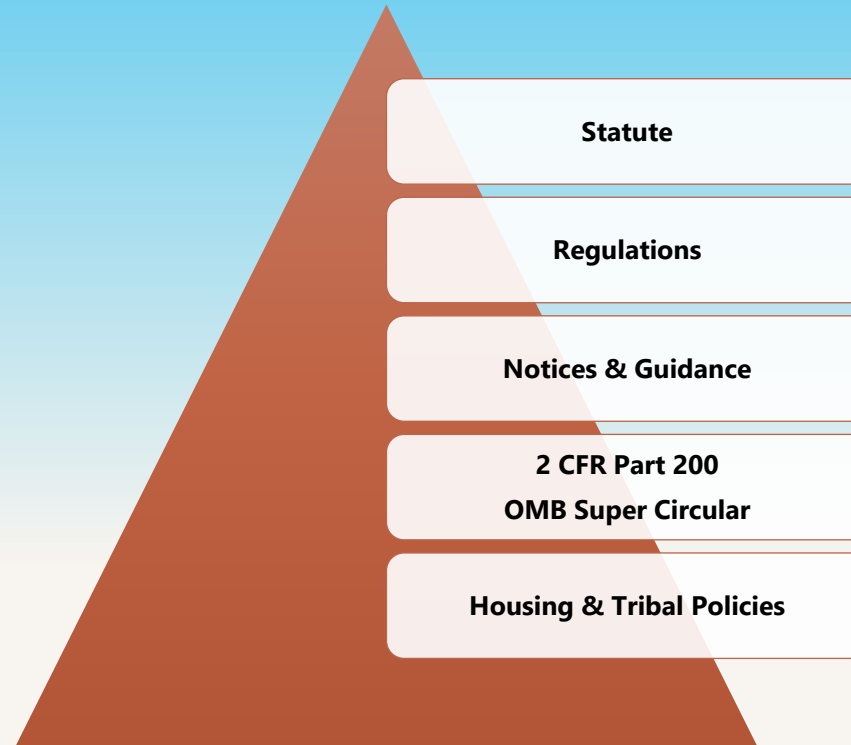 Statute
Regulations
Notices & Guidance
2 CFR Part 200
OMB Super Circular
Housing & Tribal Policies